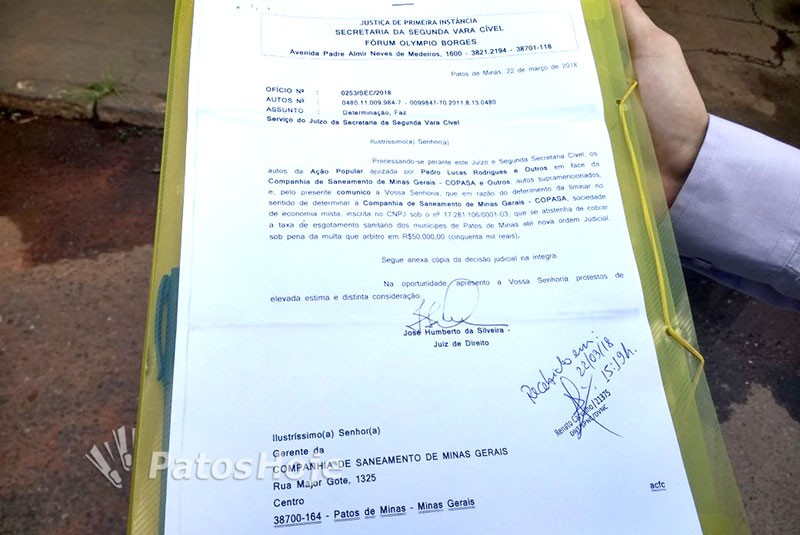 JUSTIÇA DE PRIMEIRA INSTÂNCIA
SECRETARIA DA SEGUNDA VARA CÍVEL
FÓRUM OLYMPIO BORGES
Avenida Padre Almir Neves de Medeiros, 1600 - 3821.2194 - 38701-118
Patos de Minas, 22 de março de 2018
OFÍCIO Nº : 0253/SEC/2018
AUTOS Nº : 0480.11.009.984-7 - 0099847-70.2011.8.13.0480
ASSUNTO : Determinação, Faz
Serviço do Juízo da Secretaria da Segunda Vara Cível
Ilustríssimo(a) Senhor(a)
Processando-se perante este Juízo e Segunda Secretaria Cível, os
autos da Ação Popular ajuizada por Pedro Lucas Rodrigues e Outros em face da
Companhia de Saneamento de Minas Gerais - COPASA e Outros, autos supramencionados,
e, pelo presente comunico a Vossa Senhoria, que em razão do deferimento da liminar no
sentido de determinar à Companhia de Saneamento de Minas Gerais - COPASA, sociedade
de economia mista, inscrita no CNPJ sob o nº 17.281.106/0001-03, que se abstenha de cobrar
a taxa de esgotamento sanitário dos munícipes de Patos de Minas até nova ordem Judicial,
sob pena da multa que arbitro em R$50.000,00 (cinquenta mil reais).
Segue anexa cópia da decisão judicial na íntegra.
Na oportunidade apresento a Vossa Senhoria protestos de
elevada estima e distinta consideração.
José Humberto da Silveira -
Juiz de Direito
Recebido em:
22/03/18
15:19h.
Renato / 21375
Ilustríssimo(a) Senhor(a)
Gerente da
COMPANHIA DE SANEAMENTO DE MINAS GERAIS
Rua Major Gote, 1325
Centro
38700-164 - Patos de Minas - Minas Gerais
acfc
PatosHoje